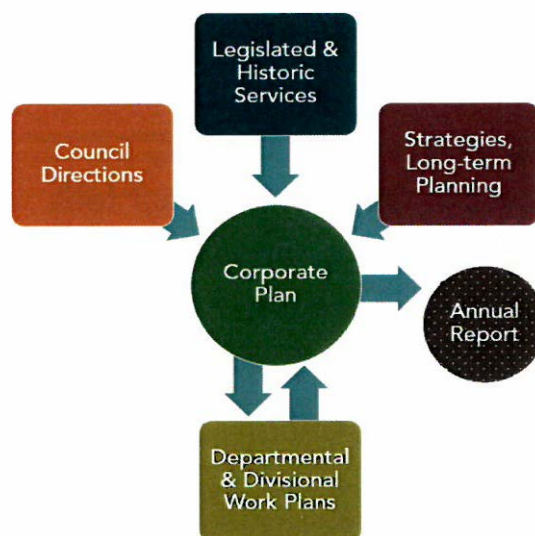 Legislated &
Historic
Services
Council
Directions
Strategies,
Long-term
Planning
Corporate
Plan
Annual
Report
Departmental
& Divisional
Work Plans